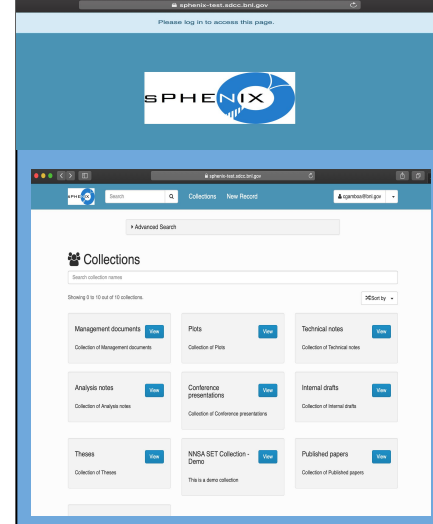 sphenix-test.sdcc.bnl.gov
Please log in to access this page.
SPHENIX
sphenix-test.sdcc.bnl.gov
SPHENIX Search Collections New Record cgamboa@bnl.gov
Advanced Search
Collections
Search collection names
Showing 0 to 10 out of 10 collections. Sort by
Management documents View Plots View Technical notes View
Collection of Management documents Collection of Plots Collection of Technical notes
Analysis notes View Conference presentations View Internal drafts View
Collection of Analysis notes Collection of Conference presentations Collection of Internal drafts
Theses View NNSA SET Collection - Demo View Published papers View
Collection of Theses This is a demo collection Collection of Published papers